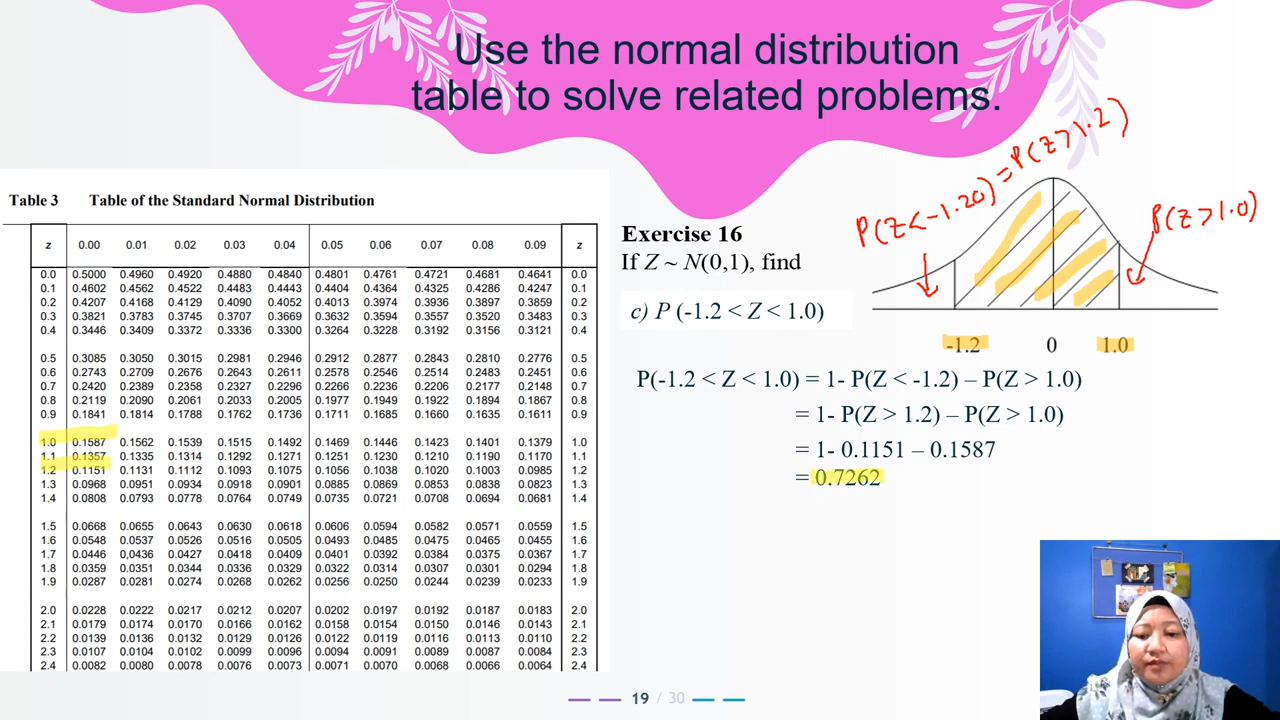 Use the normal distribution
table to solve related problems.
Table 3 Table of the Standard Normal Distribution
z 0.00 0.01 0.02 0.03 0.04 0.05 0.06 0.07 0.08 0.09 z
0.0 0.5000 0.4960 0.4920 0.4880 0.4840 0.4801 0.4761 0.4721 0.4681 0.4641 0.0
0.1 0.4602 0.4562 0.4522 0.4483 0.4443 0.4404 0.4364 0.4325 0.4286 0.4247 0.1
0.2 0.4207 0.4168 0.4129 0.4090 0.4052 0.4013 0.3974 0.3936 0.3897 0.3859 0.2
0.3 0.3821 0.3783 0.3745 0.3707 0.3669 0.3632 0.3594 0.3557 0.3520 0.3483 0.3
0.4 0.3446 0.3409 0.3372 0.3336 0.3300 0.3264 0.3228 0.3192 0.3156 0.3121 0.4
0.5 0.3085 0.3050 0.3015 0.2981 0.2946 0.2912 0.2877 0.2843 0.2810 0.2776 0.5
0.6 0.2743 0.2709 0.2676 0.2643 0.2611 0.2578 0.2546 0.2514 0.2483 0.2451 0.6
0.7 0.2420 0.2389 0.2358 0.2327 0.2296 0.2266 0.2236 0.2206 0.2177 0.2148 0.7
0.8 0.2119 0.2090 0.2061 0.2033 0.2005 0.1977 0.1949 0.1922 0.1894 0.1867 0.8
0.9 0.1841 0.1814 0.1788 0.1762 0.1736 0.1711 0.1685 0.1660 0.1635 0.1611 0.9
1.0 0.1587 0.1562 0.1539 0.1515 0.1492 0.1469 0.1446 0.1423 0.1401 0.1379 1.0
1.1 0.1357 0.1335 0.1314 0.1292 0.1271 0.1251 0.1230 0.1210 0.1190 0.1170 1.1
1.2 0.1151 0.1131 0.1112 0.1093 0.1075 0.1056 0.1038 0.1020 0.1003 0.0985 1.2
1.3 0.0968 0.0951 0.0934 0.0918 0.0901 0.0885 0.0869 0.0853 0.0838 0.0823 1.3
1.4 0.0808 0.0793 0.0778 0.0764 0.0749 0.0735 0.0721 0.0708 0.0694 0.0681 1.4
1.5 0.0668 0.0655 0.0643 0.0630 0.0618 0.0606 0.0594 0.0582 0.0571 0.0559 1.5
1.6 0.0548 0.0537 0.0526 0.0516 0.0505 0.0493 0.0485 0.0475 0.0465 0.0455 1.6
1.7 0.0446 0,0436 0.0427 0.0418 0.0409 0.0401 0.0392 0.0384 0.0375 0.0367 1.7
1.8 0.0359 0.0351 0.0344 0.0336 0.0329 0.0322 0.0314 0.0307 0.0301 0.0294 1.8
1.9 0.0287 0.0281 0.0274 0.0268 0.0262 0.0256 0.0250 0.0244 0.0239 0.0233 1.9
2.0 0.0228 0.0222 0.0217 0.0212 0.0207 0.0202 0.0197 0.0192 0.0187 0.0183 2.0
2.1 0.0179 0.0174 0.0170 0.0166 0.0162 0.0158 0.0154 0.0150 0.0146 0.0143 2.1
2.2 0.0139 0.0136 0.0132 0.0129 0.0126 0.0122 0.0119 0.0116 0.0113 0.0110 2.2
2.3 0.0107 0.0104 0.0102 0.0099 0.0096 0.0094 0.0091 0.0089 0.0087 0.0084 2.3
2.4 0.0082 0.0080 0.0078 0.0076 0.0073 0.0071 0.0070 0.0068 0.0066 0.0064 2.4
Exercise 16
If Z ~ N(0,1), find
c) P (-1.2 < Z < 1.0)
P(Z<-1.20) = P(Z>1.2)
P(Z>1.0)
-1.2 0 1.0
P(-1.2 < Z < 1.0) = 1- P(Z < -1.2) – P(Z > 1.0)
= 1- P(Z > 1.2) – P(Z > 1.0)
= 1- 0.1151 – 0.1587
= 0.7262
19 / 30